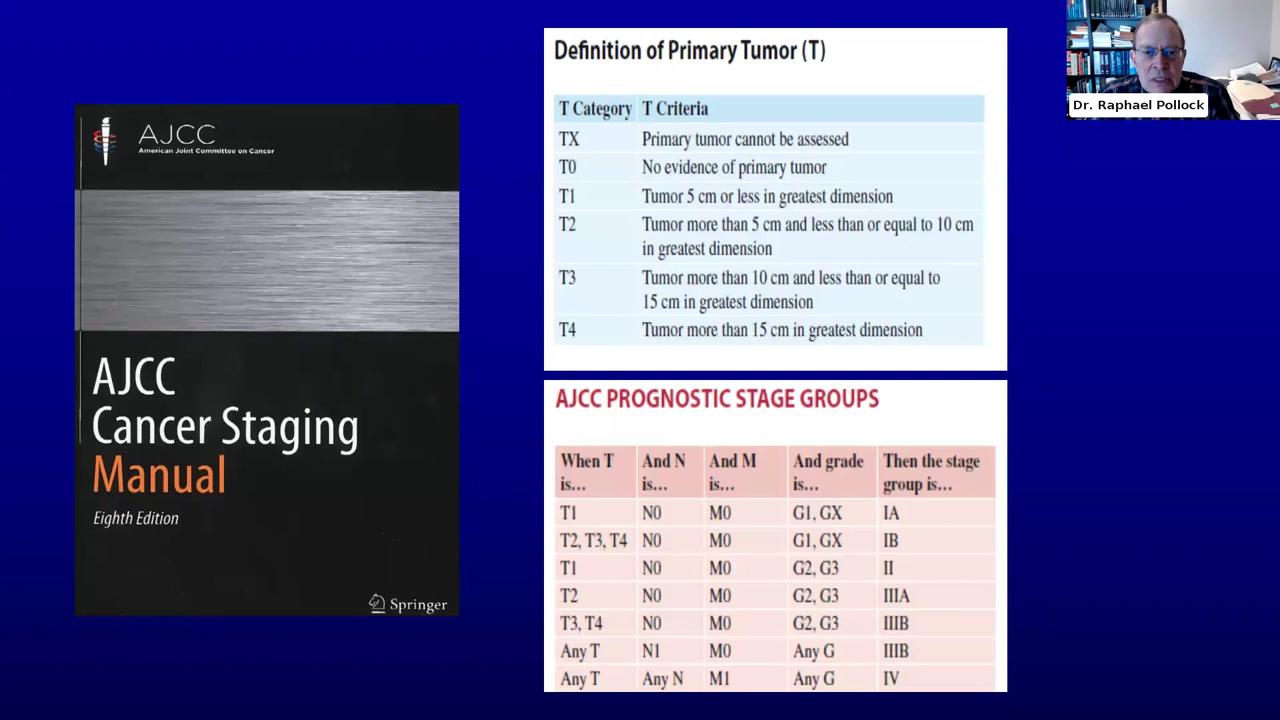 AJCC
American Joint Committee on Cancer
AJCC
Cancer Staging
Manual
Eighth Edition
Springer
Definition of Primary Tumor (T)
T Category T Criteria
TX Primary tumor cannot be assessed
T0 No evidence of primary tumor
T1 Tumor 5 cm or less in greatest dimension
T2 Tumor more than 5 cm and less than or equal to 10 cm
in greatest dimension
T3 Tumor more than 10 cm and less than or equal to
15 cm in greatest dimension
T4 Tumor more than 15 cm in greatest dimension
AJCC PROGNOSTIC STAGE GROUPS
When T And N And M And grade Then the stage
is... is... is... is... group is...
T1 N0 M0 G1, GX IA
T2, T3, T4 N0 M0 G1, GX IB
T1 N0 M0 G2, G3 II
T2 N0 M0 G2, G3 IIIA
T3, T4 N0 M0 G2, G3 IIIB
Any T N1 M0 Any G IIIB
Any T Any N M1 Any G IV
Dr. Raphael Pollock